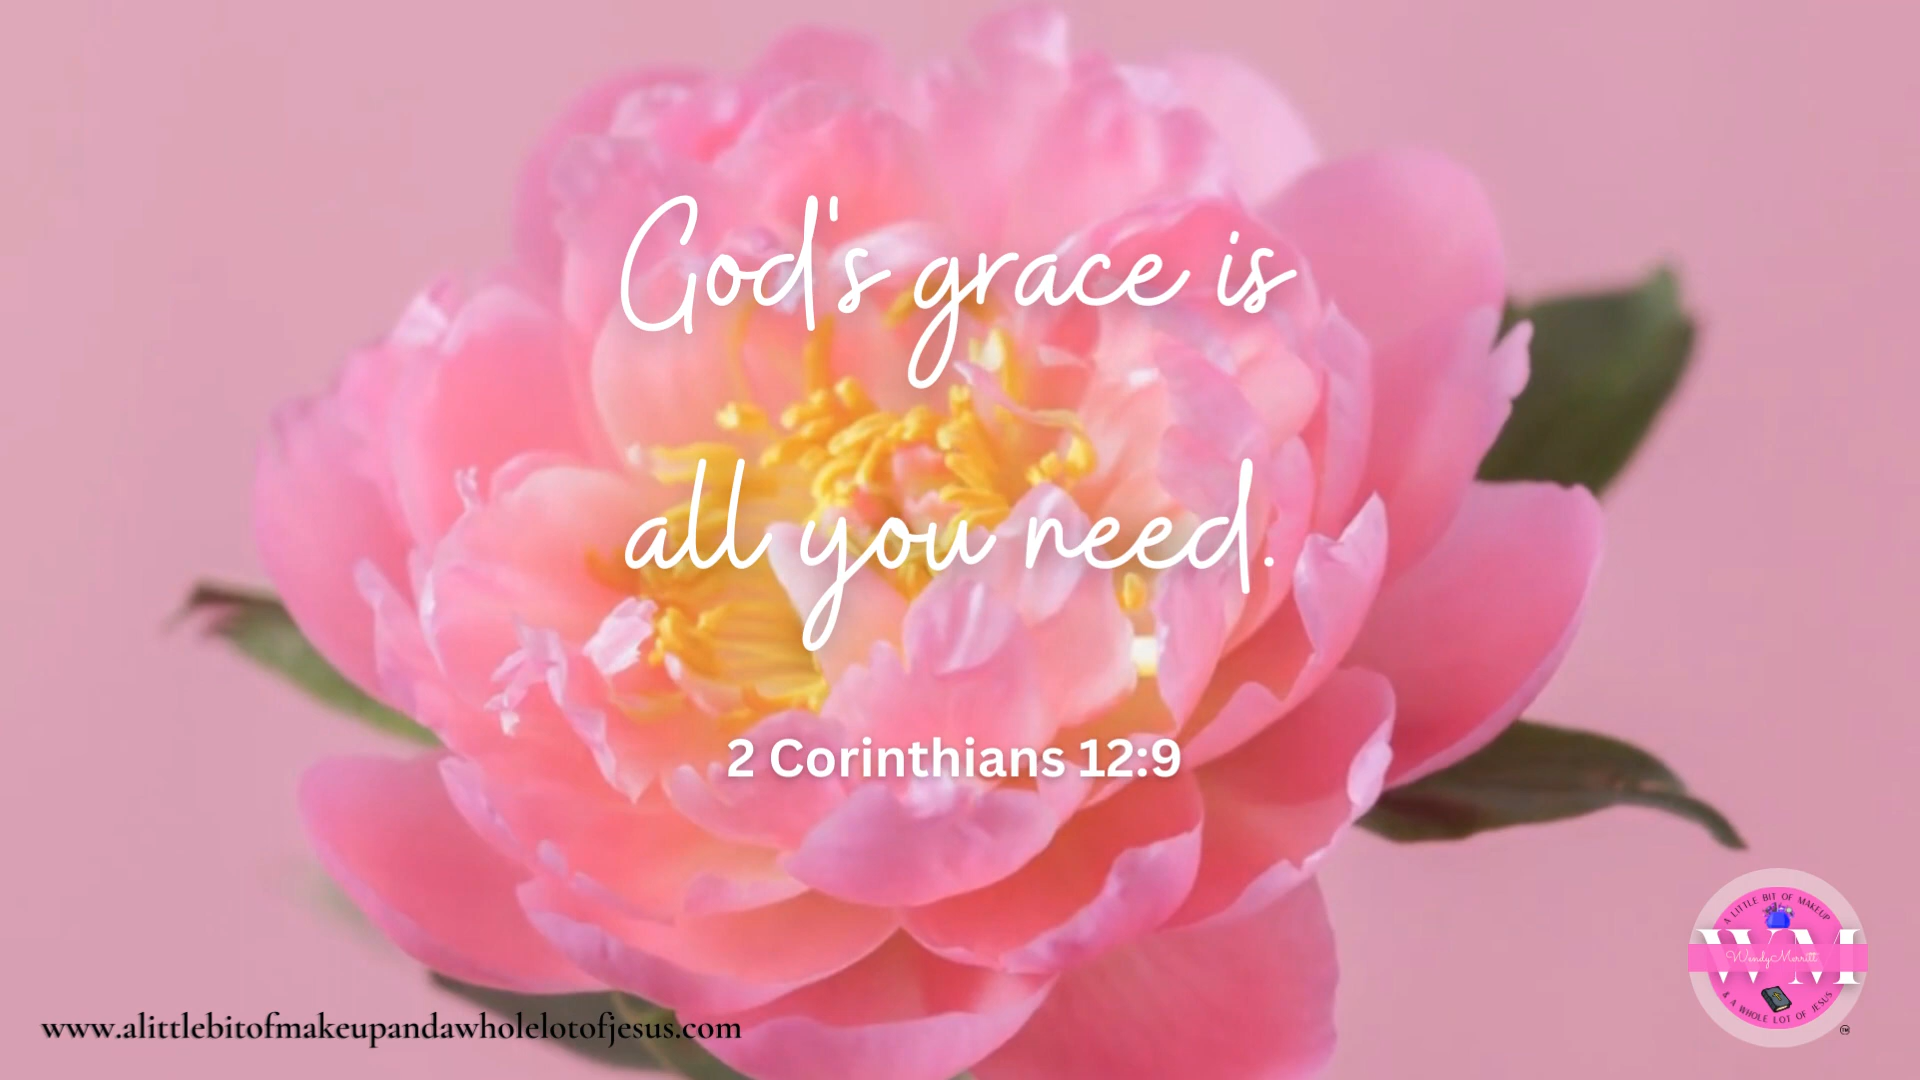 God's grace is
all you need.
2 Corinthians 12:9
www.alittlebitofmakeupandawholelotofjesus.com
A LITTLE BIT OF MAKEUP
WM
WendyMerritt
& A WHOLE LOT OF JESUS
TM